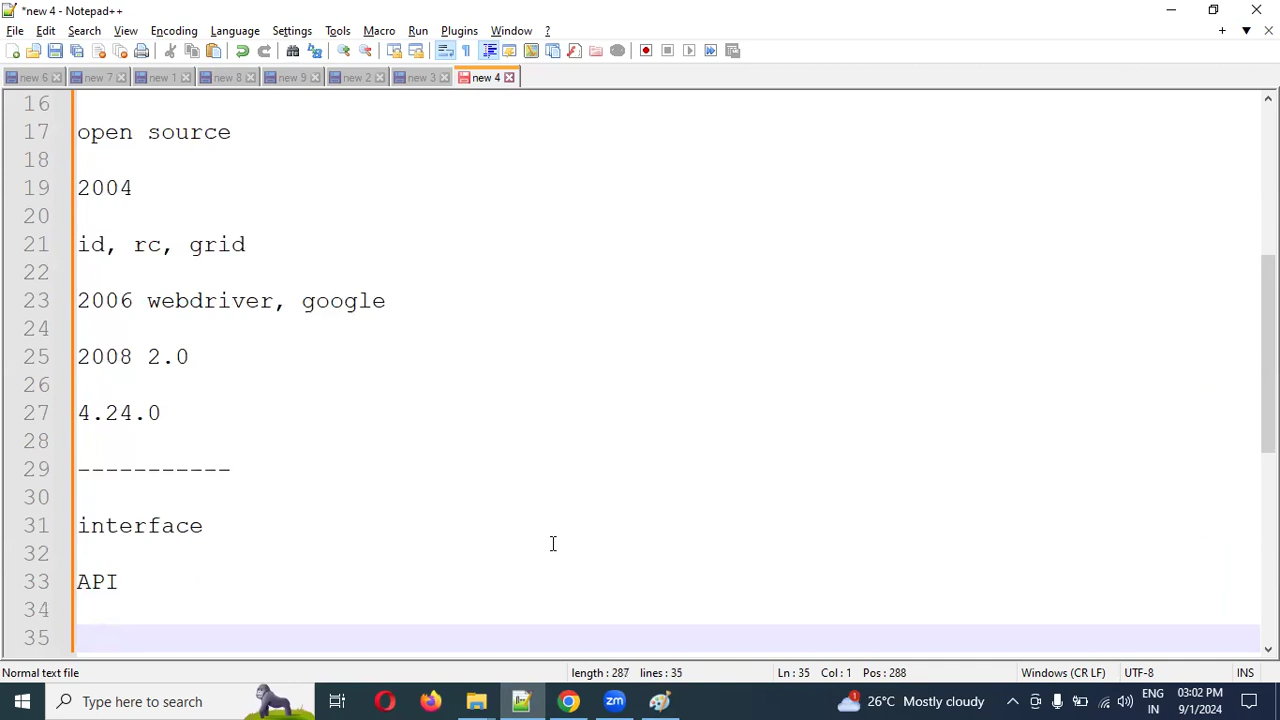 *new 4 - Notepad++
File Edit Search View Encoding Language Settings Tools Macro Run Plugins Window ?
new 6 new 7 new 1 new 8 new 9 new 2 new 3 new 4
16
17 open source
18
19 2004
20
21 id, rc, grid
22
23 2006 webdriver, google
24
25 2008 2.0
26
27 4.24.0
28
29 -----------
30
31 interface
32
33 API
34
35
Normal text file length : 287 lines : 35 Ln : 35 Col : 1 Pos : 288 Windows (CR LF) UTF-8 INS
Type here to search 1 26°C Mostly cloudy ENG 03:02 PM
IN 9/1/2024